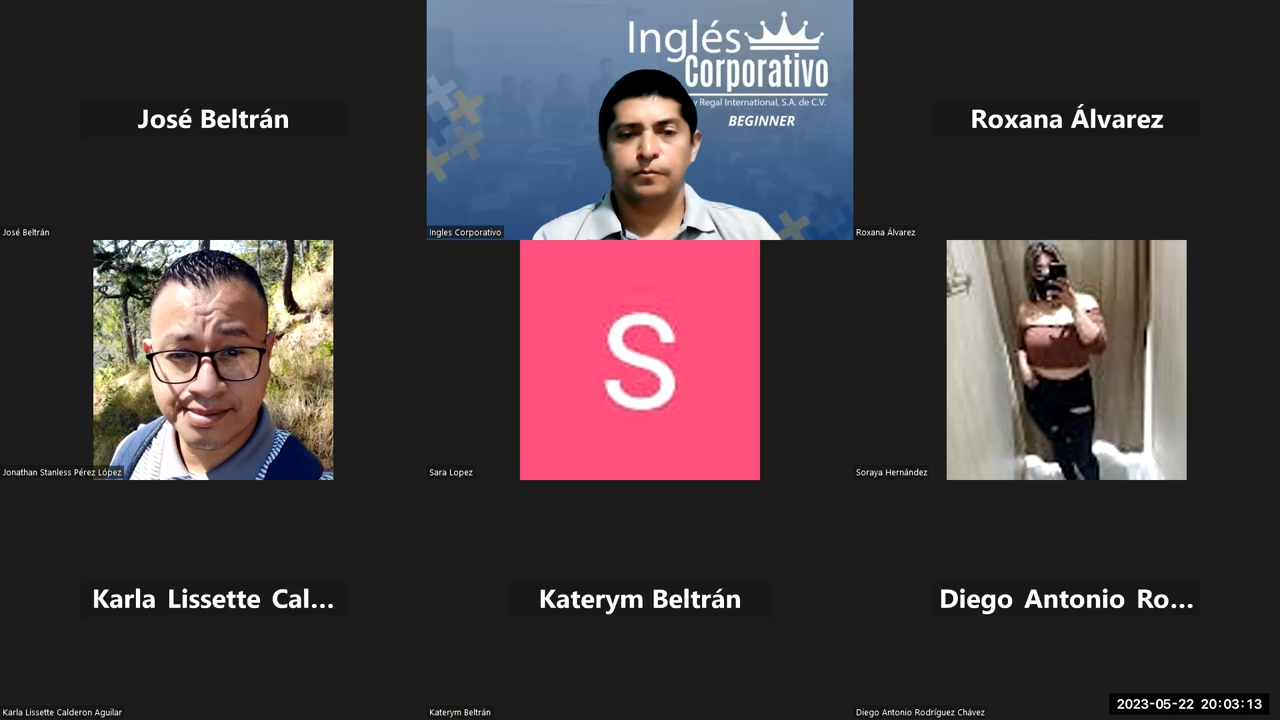 José Beltrán
José Beltrán
Inglés
Corporativo
y Regal International, S.A. de C.V.
BEGINNER
Ingles Corporativo
Roxana Álvarez
Roxana Álvarez
Jonathan Stanless Pérez López
S
Sara Lopez
Soraya Hernández
Karla Lissette Cal...
Karla Lissette Calderon Aguilar
Katerym Beltrán
Katerym Beltrán
Diego Antonio Ro...
Diego Antonio Rodríguez Chávez
2023-05-22 20:03:13